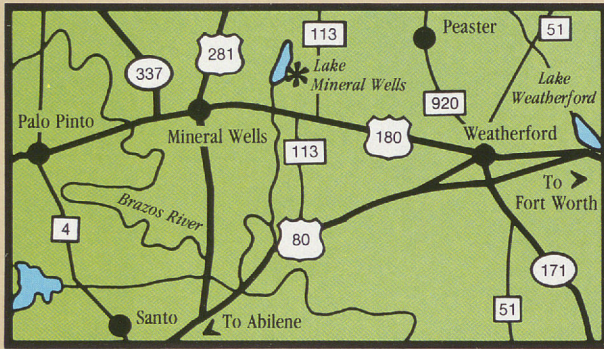 113
Peaster
51
281
337
Lake
Mineral Wells
Lake
Weatherford
920
Palo Pinto
Mineral Wells
180
Weatherford
113
To
Fort Worth
Brazos River
4
80
171
51
Santo
To Abilene